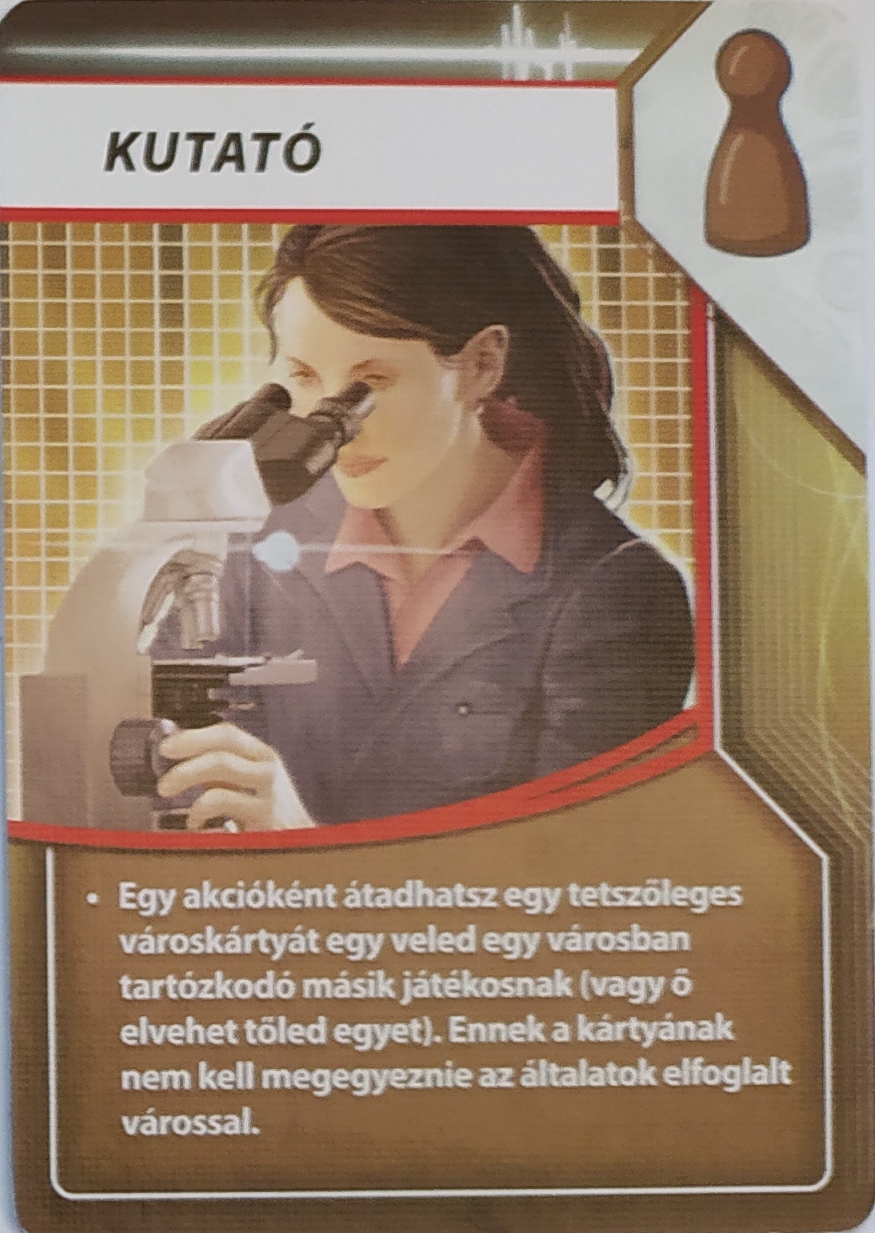 KUTATÓ
• Egy akcióként átadhatsz egy tetszőleges
városkártyát egy veled egy városban
tartózkodó másik játékosnak (vagy ő
elvehet tőled egyet). Ennek a kártyának
nem kell megegyeznie az általatok elfoglalt
várossal.